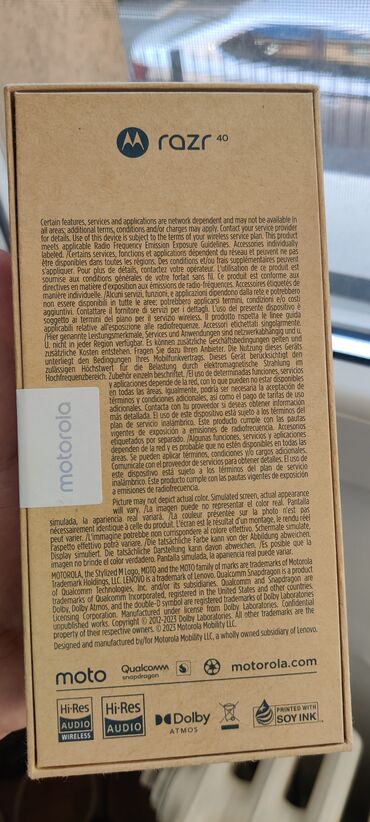 razr 40
Certain features, services and applications are network dependent and may not be available in
all areas; additional terms, conditions and/or charges may apply. Contact your service provider
for details. Use of this device is subject to the terms of your wireless service plan. This product
meets applicable Radio Frequency Emission Exposure Guidelines. Accessories individually
labeled. /Certains services, fonctions et applications dépendent du réseau et peuvent ne pas
être disponibles dans toutes les régions. Des conditions et/ou frais supplémentaires peuvent
s'appliquer. Pour plus de détails, contactez votre opérateur. L'utilisation de ce produit est
soumise aux conditions générales de votre forfait sans fil. Ce produit est conforme aux
directives en matière d'exposition aux émissions de radio-fréquences. Accessoires étiquetés de
manière individuelle. /Alcuni servizi, funzioni, e applicazioni dipendono dalla rete e potrebbero
non essere disponibili in tutte le aree; potrebbero applicarsi termini, condizioni e/o costi
aggiuntivi. Contattare il fornitore di servizi per i dettagli. L'uso del presente dispositivo è
soggetto ai termini del piano per il servizio wireless. Il prodotto rispetta le linee guida
applicabili relative all'esposizione alle radiofrequenze. Accessori etichettati singolarmente.
/Hier genannte Leistungsmerkmale, Services und Anwendungen sind netzwerkabhängig und u.
U. nicht in jeder Region verfügbar. Es können zusätzliche Geschäftsbedingungen gelten und
zusätzliche Kosten entstehen. Fragen Sie dazu Ihren Anbieter. Die Nutzung dieses Geräts
unterliegt den Bedingungen Ihres Mobilfunkvertrags. Dieses Gerät berücksichtigt den
zulässigen Höchstwert für die Belastung durch elektromagnetische Strahlung im
Hochfrequenzbereich. Zubehör einzeln beschriftet. /El uso de determinadas funciones, servicios
y aplicaciones depende de la red, con lo que pueden no estar disponibles
en todas las áreas. Igualmente, podría ser necesaria la aceptación de
términos y condiciones adicionales, así como el pago de tarifas de uso
adicionales. Contacta con tu proveedor si deseas obtener más información
detallada. El uso de este dispositivo está sujeto a los términos del
plan de servicio inalámbrico. Este producto cumple con las pautas
vigentes de exposición a emisiones de radiofrecuencia. Accesorios
etiquetados por separado. /Algunas funciones, servicios y aplicaciones
dependen de la red y es probable que no estén disponibles en todas las
áreas. Se pueden aplicar términos, condiciones y/o cargos adicionales.
Comunícate con el proveedor de servicios para obtener detalles. El uso de
este dispositivo está sujeto a los términos del plan de servicio
inalámbrico. Este producto cumple con las pautas vigentes de exposición
a emisiones de radiofrecuencia.
motorola
Picture may not depict actual color. Simulated screen, actual appearance
will vary. /La imagen puede no representar el color real. Pantalla
simulada, la apariencia real variará. /La couleur présentée sur la photo n'est pas
nécessairement identique à celle du produit. L'écran est le résultat d'un montage, le rendu réel
peut varier. /L'immagine potrebbe non corrispondere al colore effettivo. Schermate simulate,
l'aspetto effettivo potrà variare. /Die tatsächliche Farbe kann von der Abbildung abweichen.
Display simuliert. Die tatsächliche Darstellung kann davon abweichen. /Es posible que la
imagen no brinde el color verdadero. Pantalla simulada, la apariencia real puede variar.
MOTOROLA, the Stylized M Logo, MOTO and the MOTO family of marks are trademarks of Motorola
Trademark Holdings, LLC. LENOVO is a trademark of Lenovo. Qualcomm Snapdragon is a product
of Qualcomm Technologies, Inc. and/or its subsidiaries. Qualcomm and Snapdragon are
trademarks of Qualcomm Incorporated, registered in the United States and other countries.
Dolby, Dolby Atmos, and the double-D symbol are registered trademarks of Dolby Laboratories
Licensing Corporation. Manufactured under license from Dolby Laboratories. Confidential
unpublished works. Copyright © 2012-2023 Dolby Laboratories. All other trademarks are the
property of their respective owners. © 2023 Motorola Mobility LLC.
Designed and manufactured by/for Motorola Mobility LLC, a wholly owned subsidiary of Lenovo.
moto Qualcomm snapdragon motorola.com
Hi-Res AUDIO WIRELESS Hi-Res AUDIO Dolby ATMOS PRINTED WITH SOY INK